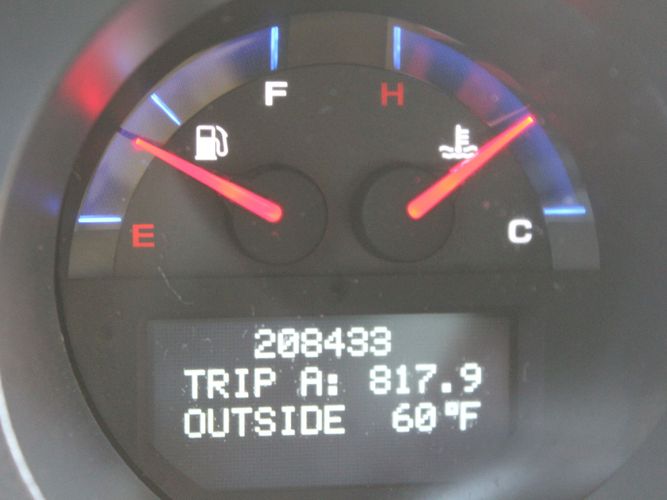 F H
E C
208433
TRIP A: 817.9
OUTSIDE 60°F